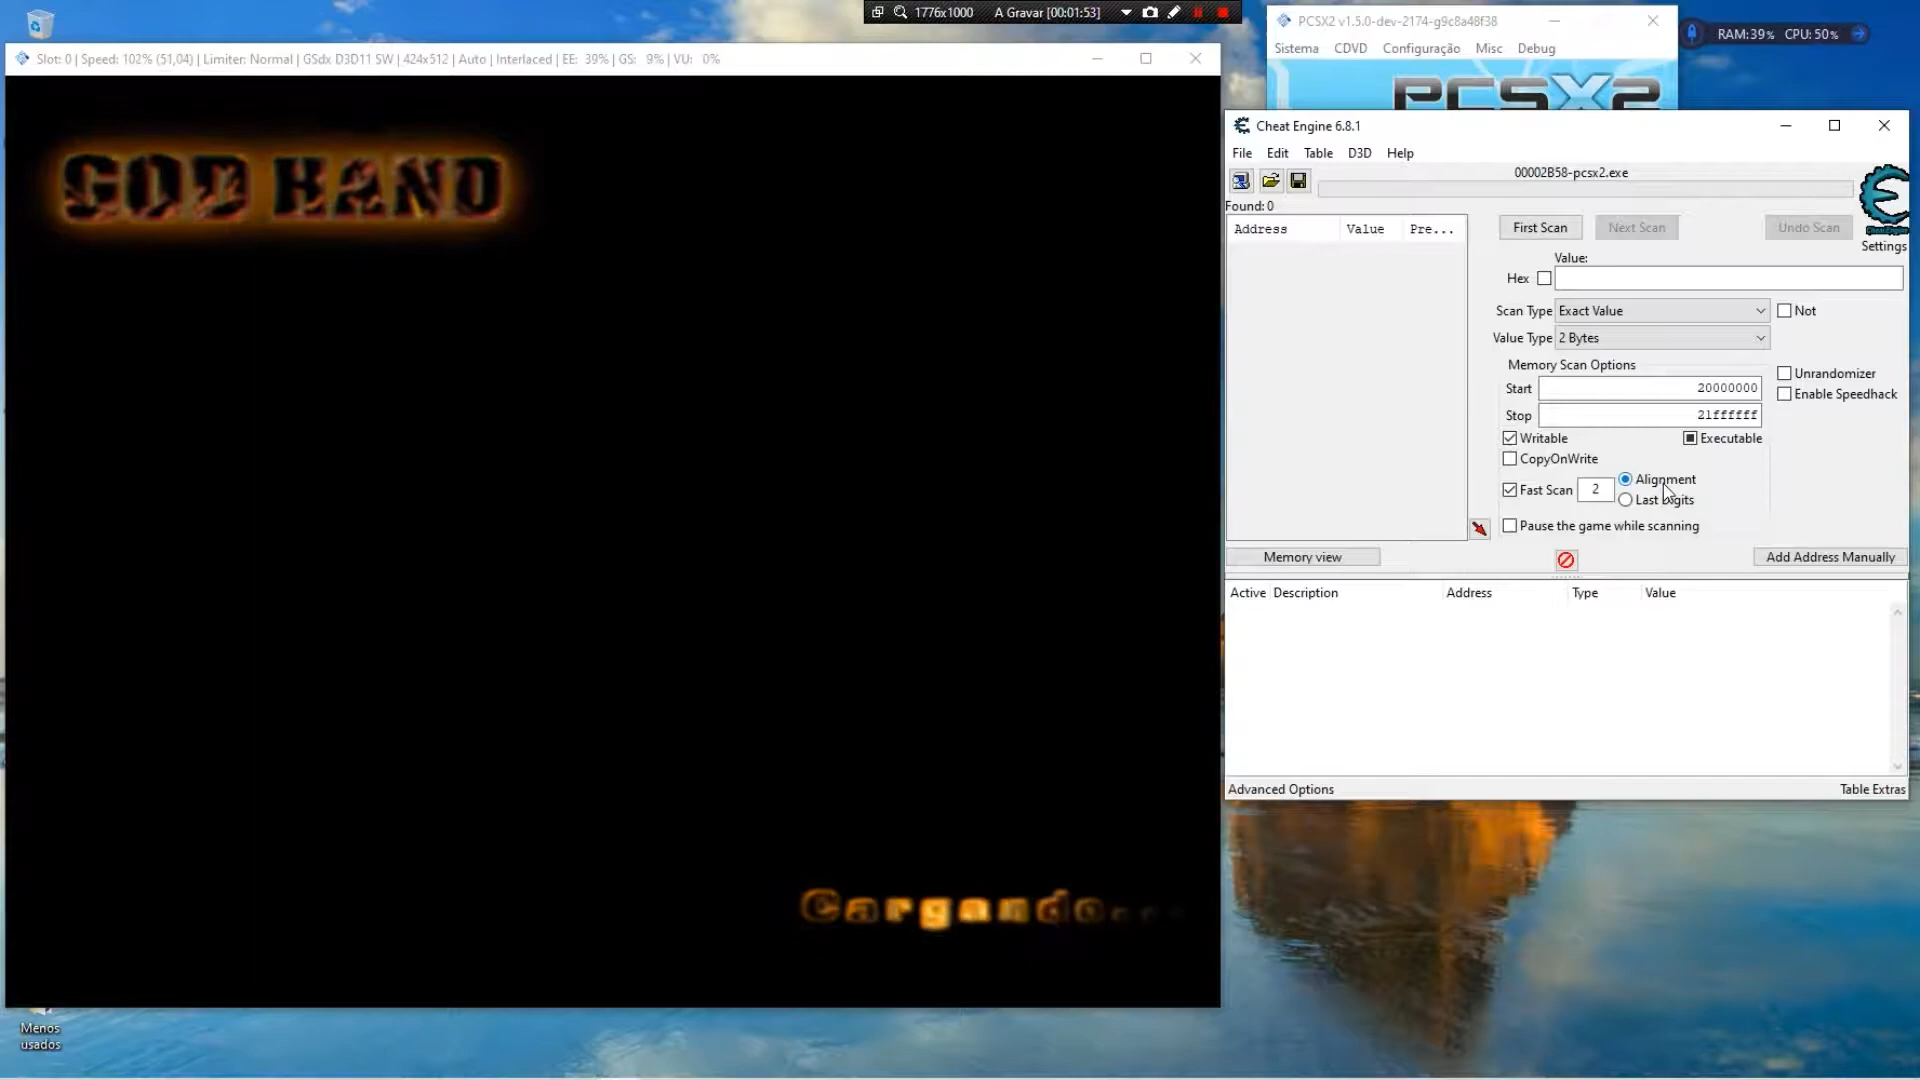 1776x1000 A Gravar [00:01:53]
Slot: 0 | Speed: 102% (51,04) | Limiter: Normal | GSdx D3D11 SW | 424x512 | Auto | Interlaced | EE: 39% | GS: 9% | VU: 0%
PCSX2 v1.5.0-dev-2174-g9c8a48f38
RAM:39% CPU: 50%
Sistema CDVD Configuração Misc Debug
PCSX2
GOD HAND
Cargando...
Menos
usados
Cheat Engine 6.8.1
File Edit Table D3D Help
00002B58-pcsx2.exe
Found: 0
Address Value Pre...
First Scan Next Scan Undo Scan
Settings
Value:
Hex
Scan Type Exact Value Not
Value Type 2 Bytes
Memory Scan Options
Start 20000000
Unrandomizer
Enable Speedhack
Stop 21ffffff
Writable Executable
CopyOnWrite
Fast Scan 2 Alignment
Last Digits
Pause the game while scanning
Memory view Add Address Manually
Active Description Address Type Value
Advanced Options Table Extras